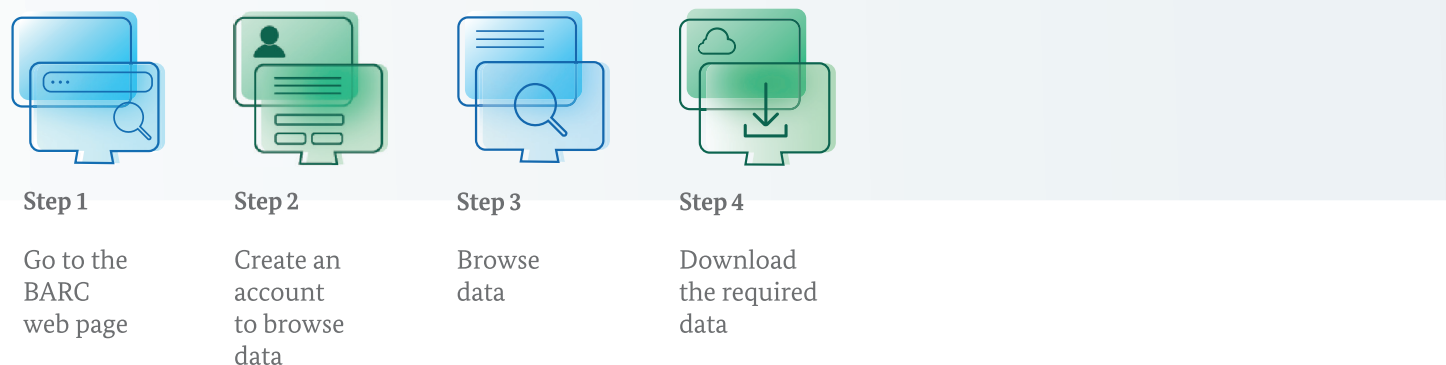 Step 1
Go to the
BARC
web page
Step 2
Create an
account
to browse
data
Step 3
Browse
data
Step 4
Download
the required
data